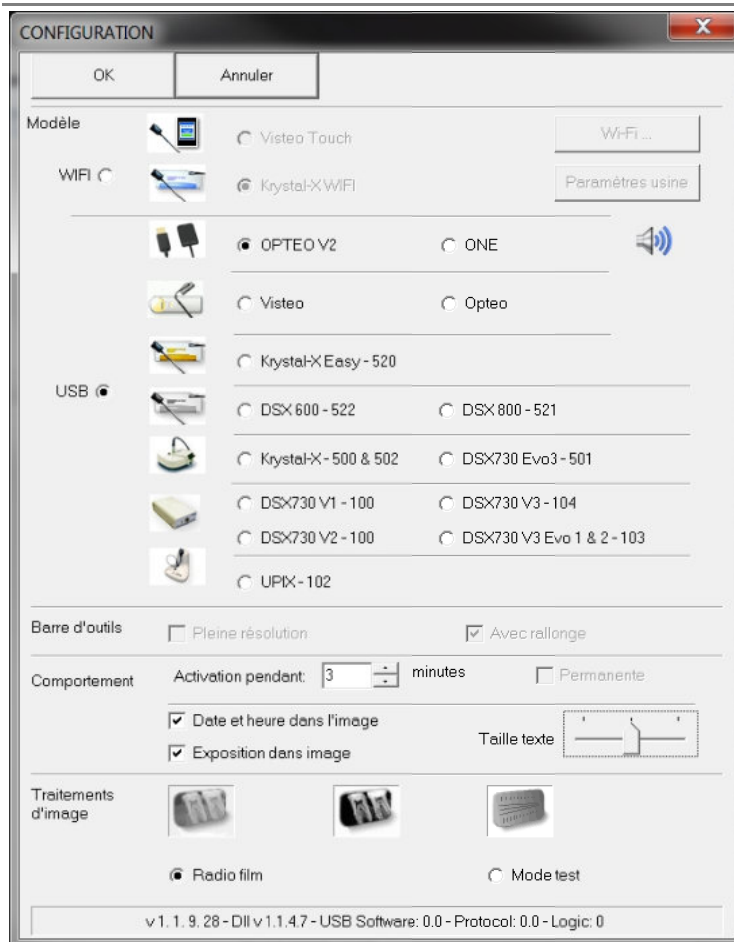 CONFIGURATION
OK Annuler
Modèle
Visteo Touch Wi-Fi ...
WIFI Krystal-X WIFI Paramètres usine
OPTEO V2 ONE
Visteo Opteo
Krystal-X Easy - 520
USB
DSX 600 - 522 DSX 800 - 521
Krystal-X - 500 & 502 DSX730 Evo3 - 501
DSX730 V1 - 100 DSX730 V3 - 104
DSX730 V2 - 100 DSX730 V3 Evo 1 & 2 - 103
UPIX - 102
Barre d'outils Pleine résolution Avec rallonge
Comportement Activation pendant: 3 minutes Permanente
Date et heure dans l'image
Taille texte
Exposition dans image
Traitements
d'image
Radio film Mode test
v 1. 1. 9. 28 - Dll v 1.1.4.7 - USB Software: 0.0 - Protocol: 0.0 - Logic: 0